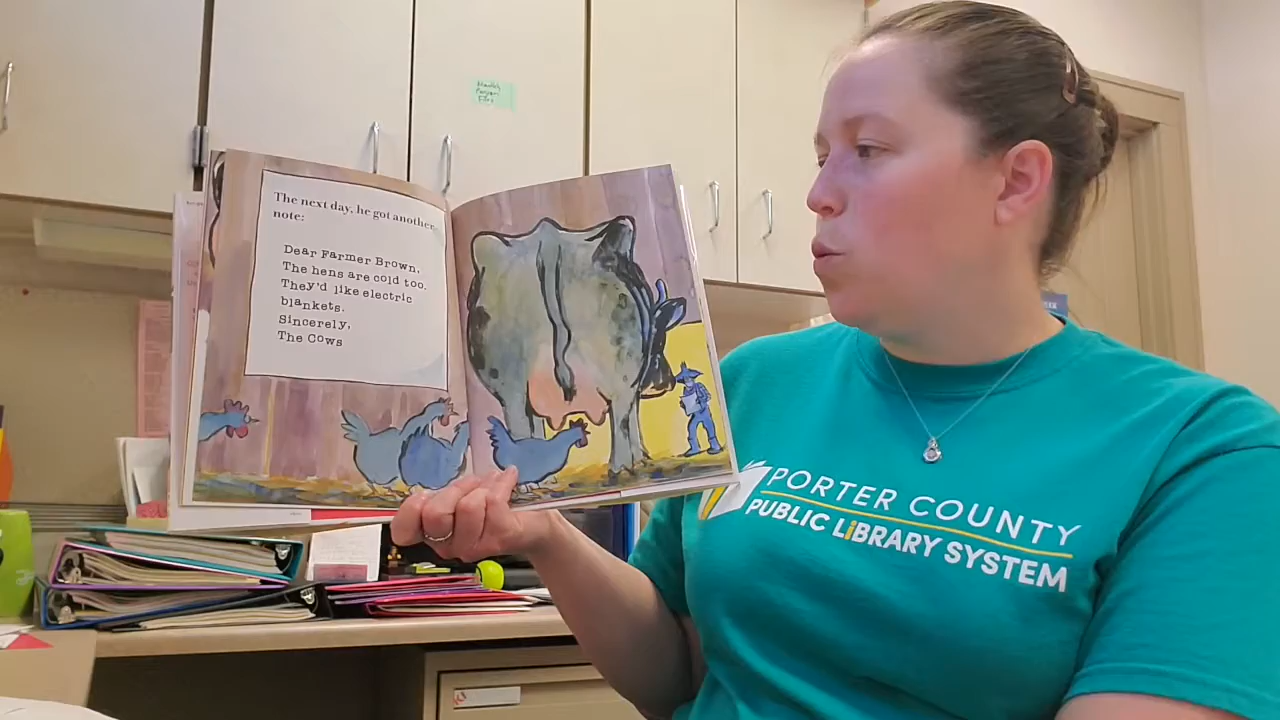 The next day, he got another
note:
Dear Farmer Brown,
The hens are cold too.
They'd like electric
blankets.
Sincerely,
The Cows
PORTER COUNTY
PUBLIC LiBRARY SYSTEM